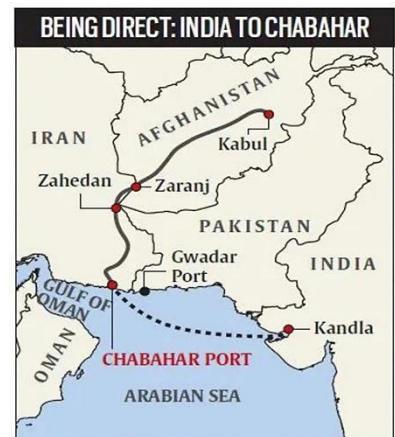 BEING DIRECT: INDIA TO CHABAHAR
AFGHANISTAN
IRAN
Kabul
Zahedan
Zaranj
PAKISTAN
Gwadar
Port
INDIA
GULF OF
OMAN
Kandla
OMAN
CHABAHAR PORT
ARABIAN SEA